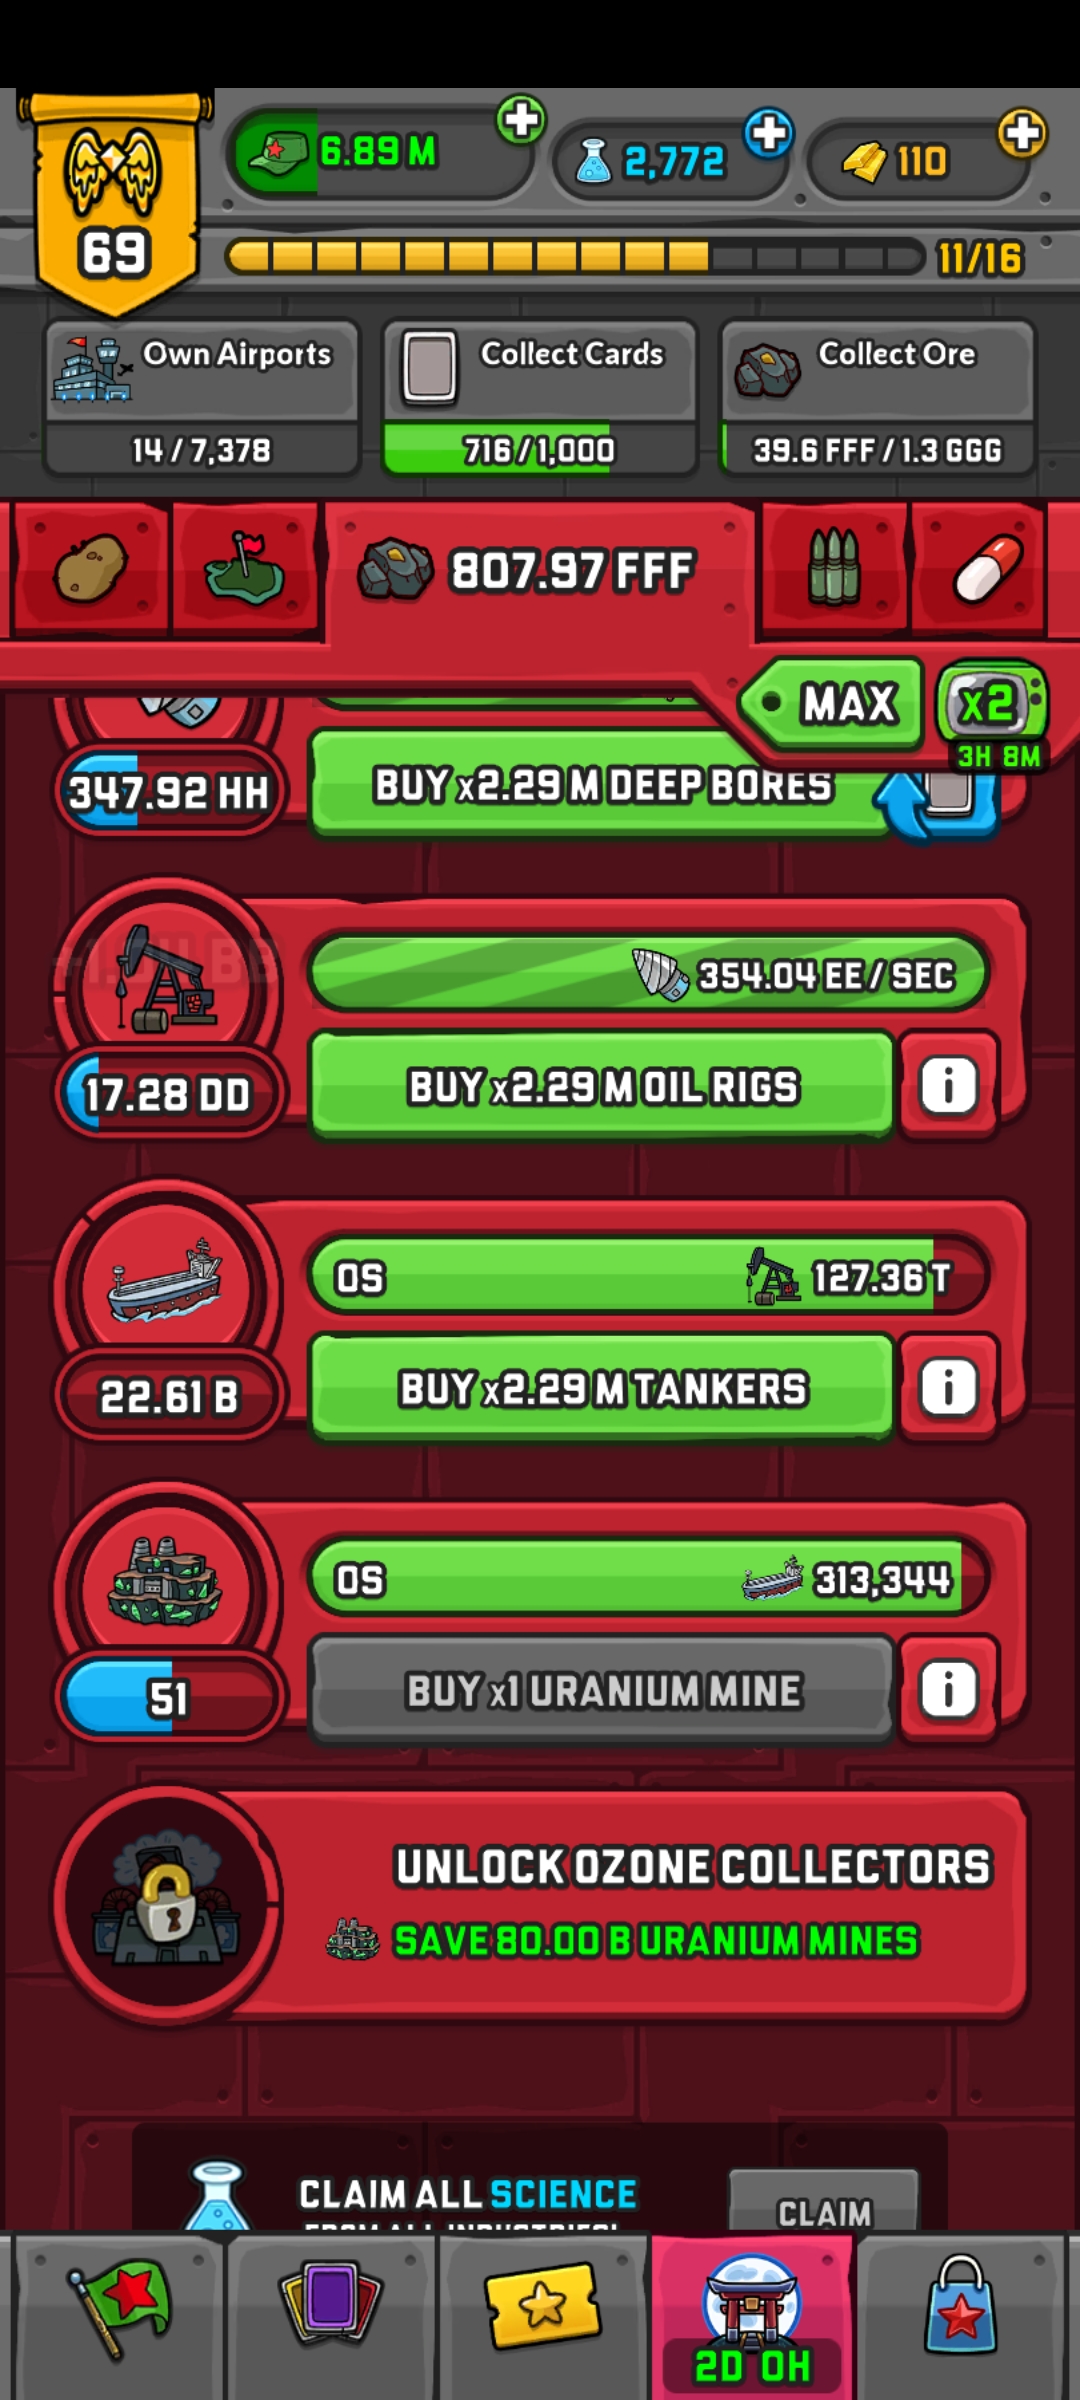 6.89 M
2,772
110
69
11/16
Own Airports
Collect Cards
Collect Ore
14 / 7,378
716 / 1,000
39.6 FFF / 1.3 GGG
807.97 FFF
MAX
x2
3H 8M
347.92 HH
BUY x2.29 M DEEP BORES
354.04 EE / SEC
17.28 DD
BUY x2.29 M OIL RIGS
i
0S
127.36 T
22.61 B
BUY x2.29 M TANKERS
i
0S
313,344
51
BUY x1 URANIUM MINE
i
UNLOCK OZONE COLLECTORS
SAVE 80.00 B URANIUM MINES
CLAIM ALL SCIENCE
FROM ALL INDUSTRIES!
CLAIM
2D 0H